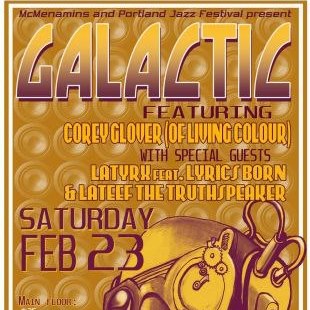 McMenamins and Portland Jazz Festival present
GALACTIC
FEATURING
COREY GLOVER (OF LIVING COLOUR)
WITH SPECIAL GUESTS
LATYRX FEAT. LYRICS BORN
& LATEEF THE TRUTHSPEAKER
SATURDAY
FEB 23
MAIN FLOOR: